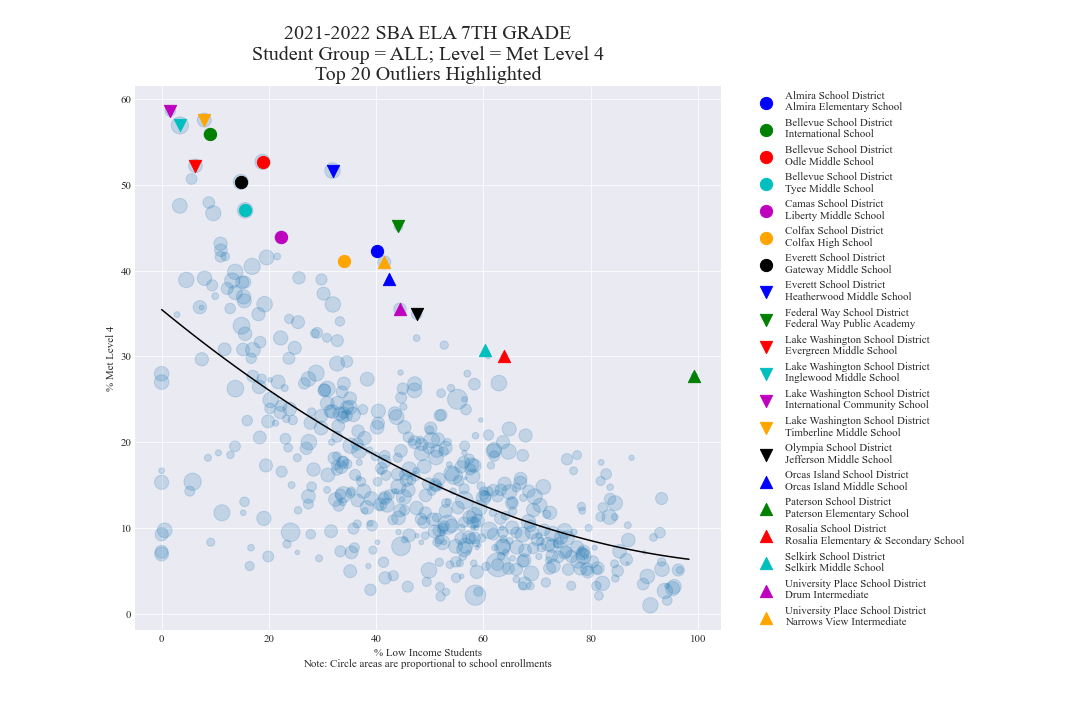 2021-2022 SBA ELA 7TH GRADE
Student Group = ALL; Level = Met Level 4
Top 20 Outliers Highlighted
60
50
40
30
20
10
0
% Met Level 4
0 20 40 60 80 100
% Low Income Students
Note: Circle areas are proportional to school enrollments
Almira School District
Almira Elementary School
Bellevue School District
International School
Bellevue School District
Odle Middle School
Bellevue School District
Tyee Middle School
Camas School District
Liberty Middle School
Colfax School District
Colfax High School
Everett School District
Gateway Middle School
Everett School District
Heatherwood Middle School
Federal Way School District
Federal Way Public Academy
Lake Washington School District
Evergreen Middle School
Lake Washington School District
Inglewood Middle School
Lake Washington School District
International Community School
Lake Washington School District
Timberline Middle School
Olympia School District
Jefferson Middle School
Orcas Island School District
Orcas Island Middle School
Paterson School District
Paterson Elementary School
Rosalia School District
Rosalia Elementary & Secondary School
Selkirk School District
Selkirk Middle School
University Place School District
Drum Intermediate
University Place School District
Narrows View Intermediate